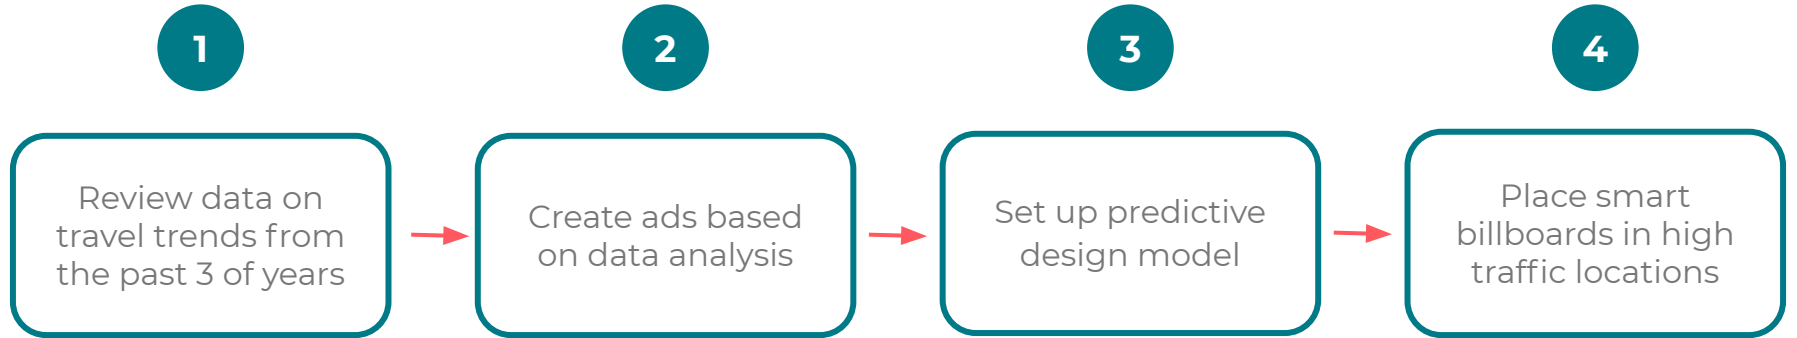 1
2
3
4
Review data on
travel trends from
the past 3 of years
Create ads based
on data analysis
Set up predictive
design model
Place smart
billboards in high
traffic locations